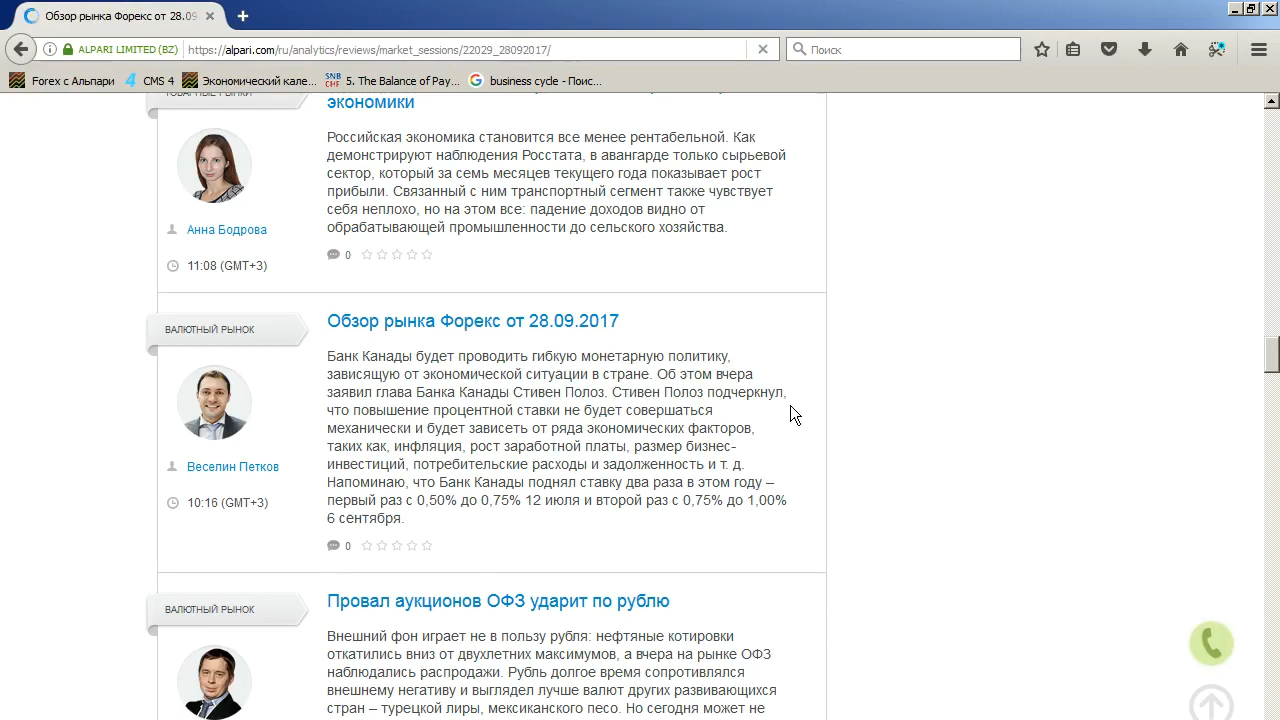 Обзор рынка Форекс от 28.09
ALPARI LIMITED (BZ)
https://alpari.com/ru/analytics/reviews/market_sessions/22029_28092017/
Поиск
Forex с Альпари
CMS 4
Экономический кале...
SNB CHF
5. The Balance of Pay...
business cycle - Поис...
ТОВАРНЫЕ РЫНКИ
экономики
Российская экономика становится все менее рентабельной. Как
демонстрируют наблюдения Росстата, в авангарде только сырьевой
сектор, который за семь месяцев текущего года показывает рост
прибыли. Связанный с ним транспортный сегмент также чувствует
себя неплохо, но на этом все: падение доходов видно от
обрабатывающей промышленности до сельского хозяйства.
Анна Бодрова
0
11:08 (GMT+3)
ВАЛЮТНЫЙ РЫНОК
Обзор рынка Форекс от 28.09.2017
Банк Канады будет проводить гибкую монетарную политику,
зависящую от экономической ситуации в стране. Об этом вчера
заявил глава Банка Канады Стивен Полоз. Стивен Полоз подчеркнул,
что повышение процентной ставки не будет совершаться
механически и будет зависеть от ряда экономических факторов,
таких как, инфляция, рост заработной платы, размер бизнес-
инвестиций, потребительские расходы и задолженность и т. д.
Напоминаю, что Банк Канады поднял ставку два раза в этом году –
первый раз с 0,50% до 0,75% 12 июля и второй раз с 0,75% до 1,00%
6 сентября.
Веселин Петков
10:16 (GMT+3)
0
ВАЛЮТНЫЙ РЫНОК
Провал аукционов ОФЗ ударит по рублю
Внешний фон играет не в пользу рубля: нефтяные котировки
откатились вниз от двухлетних максимумов, а вчера на рынке ОФЗ
наблюдались распродажи. Рубль долгое время сопротивлялся
внешнему негативу и выглядел лучше валют других развивающихся
стран – турецкой лиры, мексиканского песо. Но сегодня может не